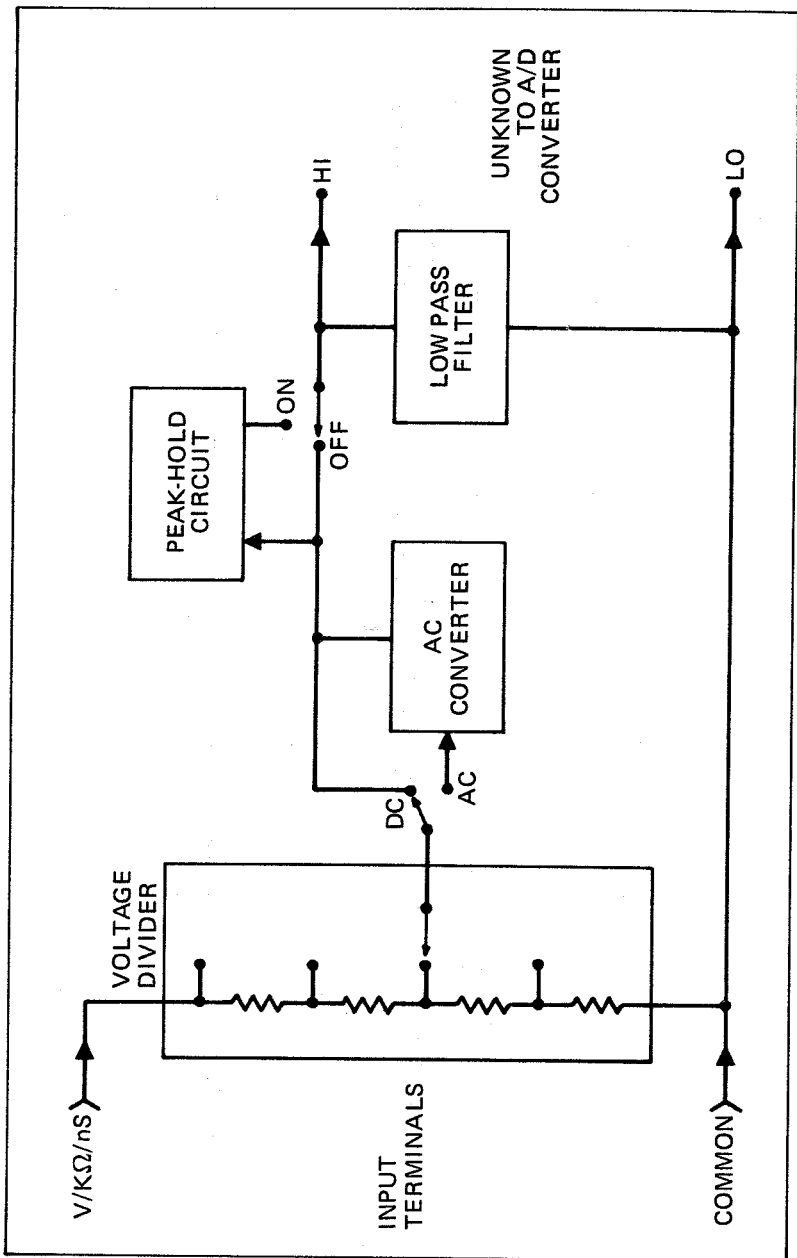 V/KΩ/nS
VOLTAGE
DIVIDER
INPUT
TERMINALS
COMMON
DC
AC
AC
CONVERTER
PEAK-HOLD
CIRCUIT
ON
OFF
LOW PASS
FILTER
HI
UNKNOWN
TO A/D
CONVERTER
LO